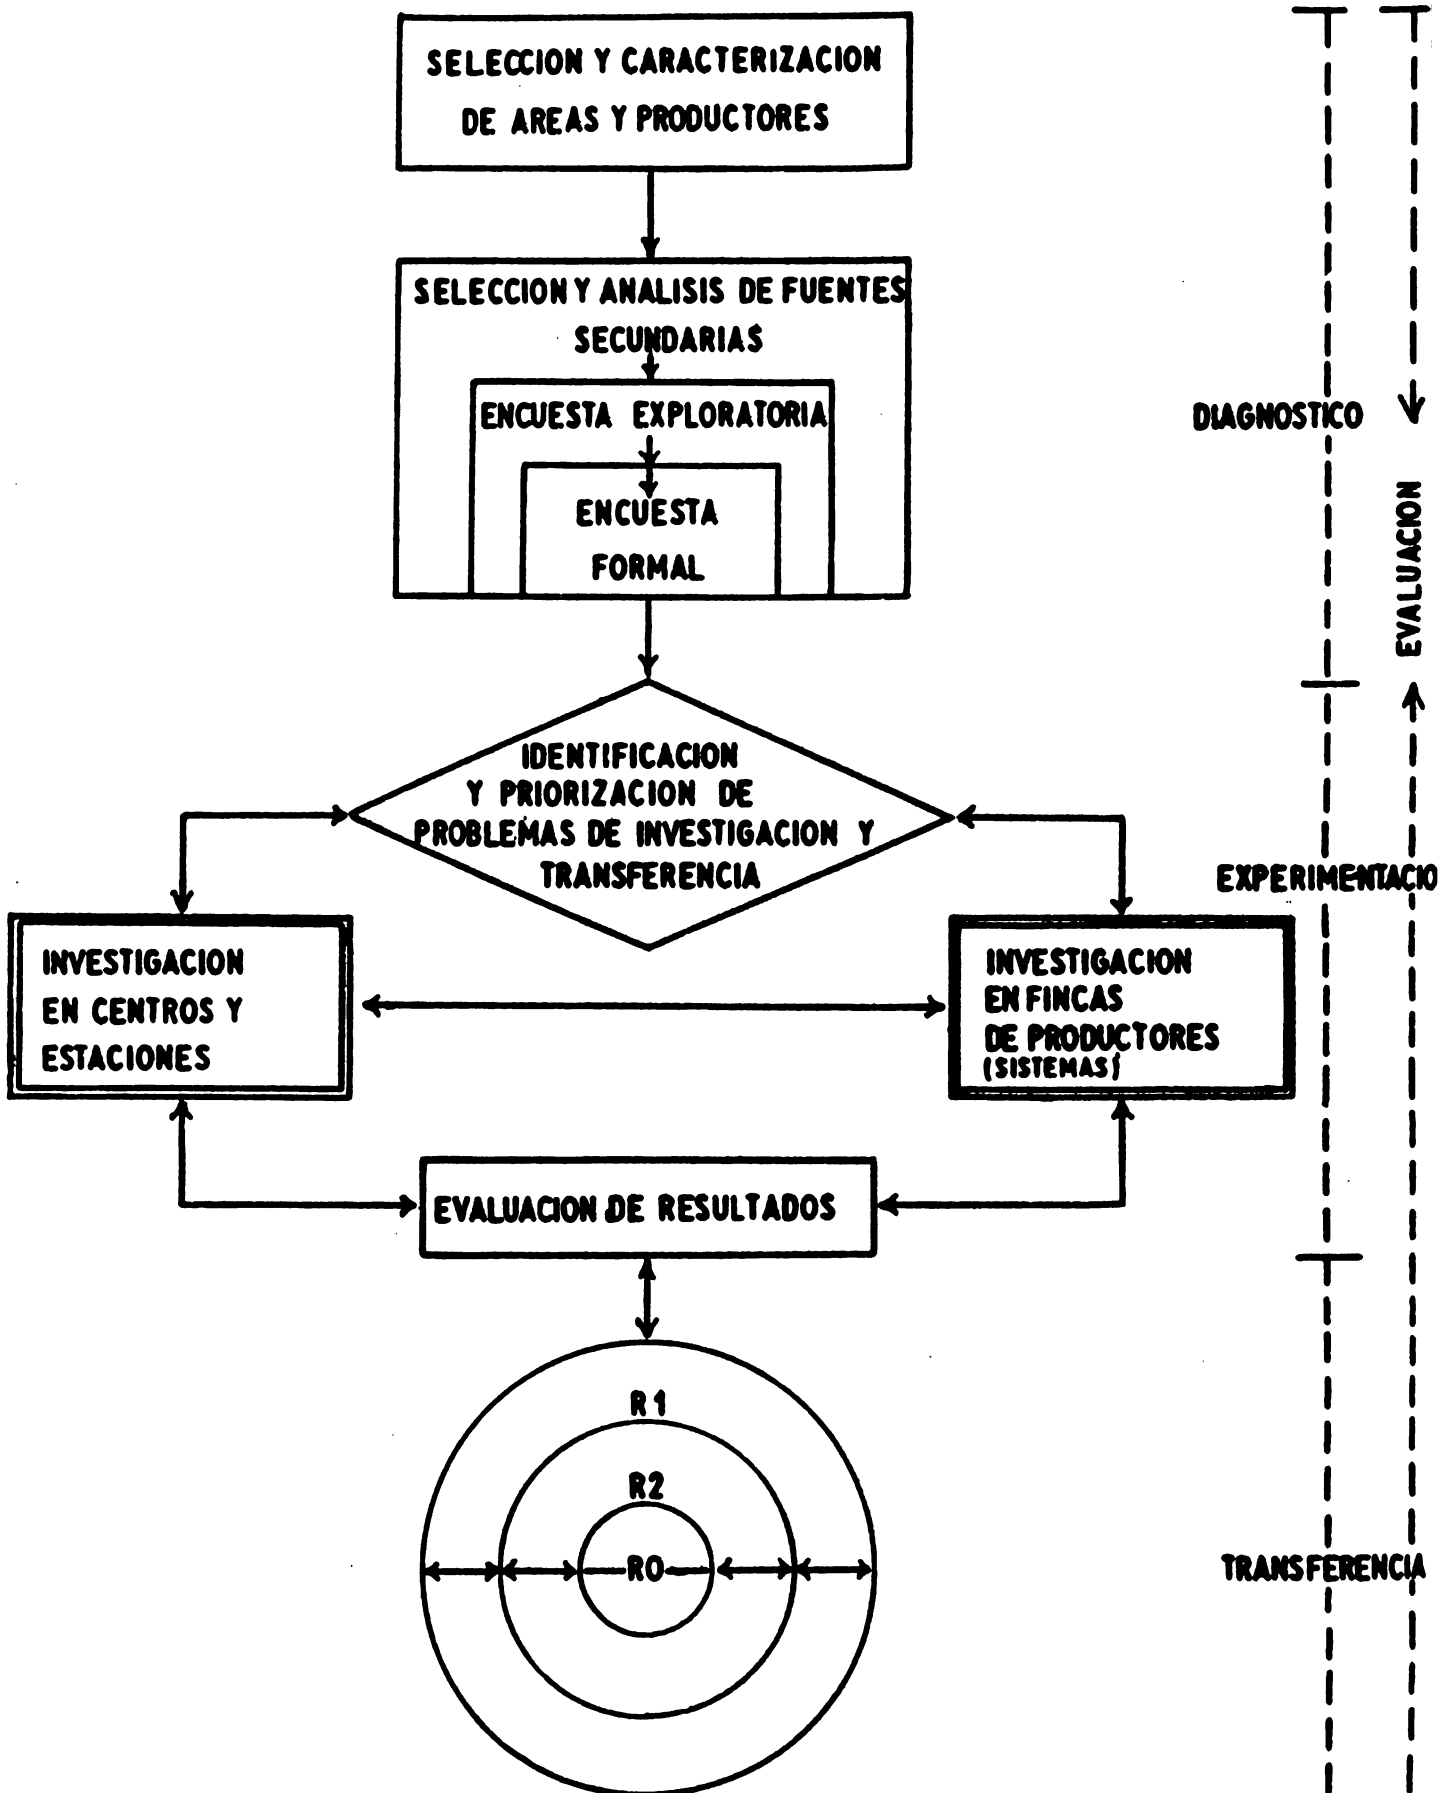 SELECCION Y CARACTERIZACION
DE AREAS Y PRODUCTORES
SELECCION Y ANALISIS DE FUENTES
SECUNDARIAS
ENCUESTA EXPLORATORIA
ENCUESTA
FORMAL
DIAGNOSTICO
EVALUACION
IDENTIFICACION
Y PRIORIZACION DE
PROBLEMAS DE INVESTIGACION Y
TRANSFERENCIA
EXPERIMENTACIO
INVESTIGACION
EN CENTROS Y
ESTACIONES
INVESTIGACION
EN FINCAS
DE PRODUCTORES
(SISTEMAS)
EVALUACION DE RESULTADOS
R1
R2
RO
TRANSFERENCIA